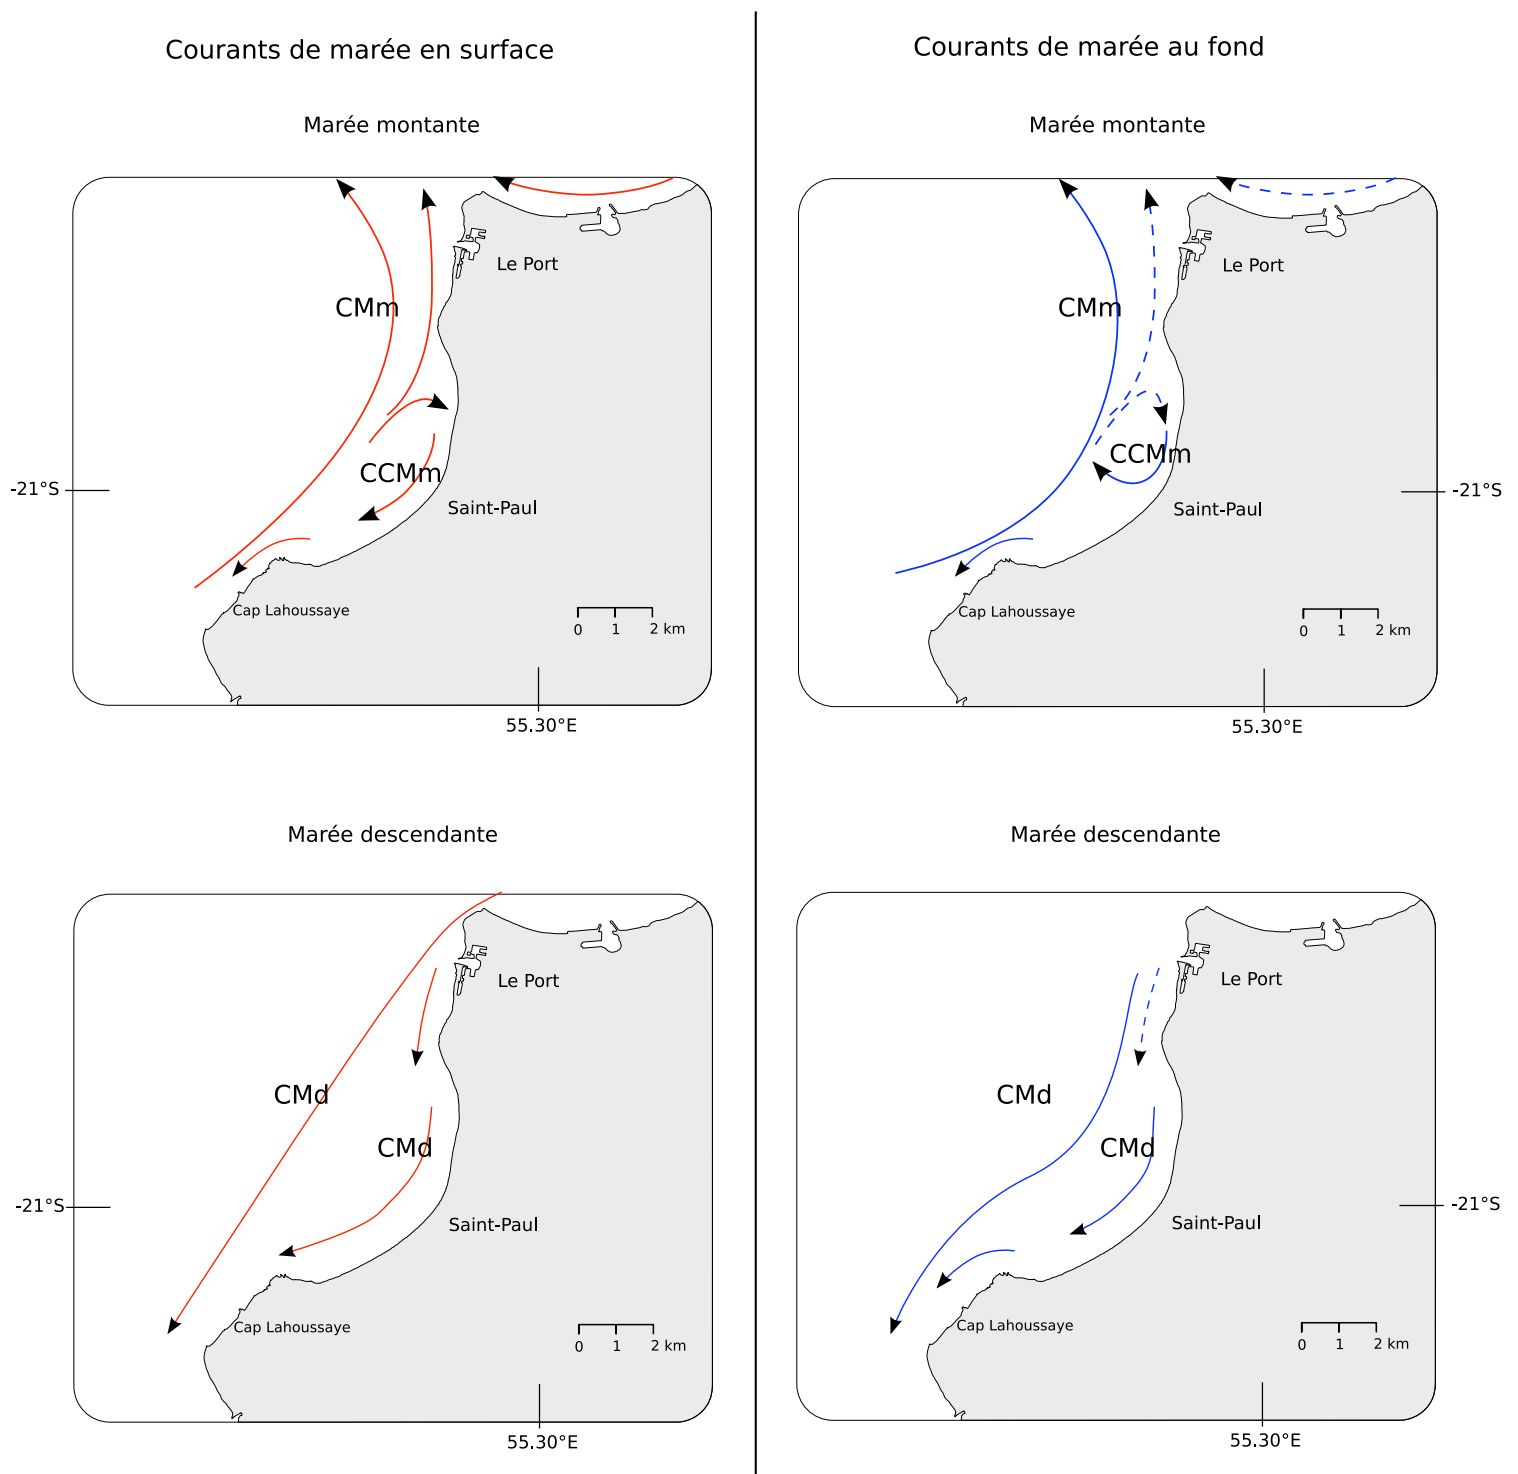 Courants de marée en surface
Marée montante
CMm
Le Port
CCMm
-21°S
Saint-Paul
Cap Lahoussaye
0 1 2 km
55.30°E
Marée descendante
Le Port
CMd
CMd
-21°S
Saint-Paul
Cap Lahoussaye
0 1 2 km
55.30°E
Courants de marée au fond
Marée montante
Le Port
CMm
CCMm
-21°S
Saint-Paul
Cap Lahoussaye
0 1 2 km
55.30°E
Marée descendante
Le Port
CMd
CMd
-21°S
Saint-Paul
Cap Lahoussaye
0 1 2 km
55.30°E